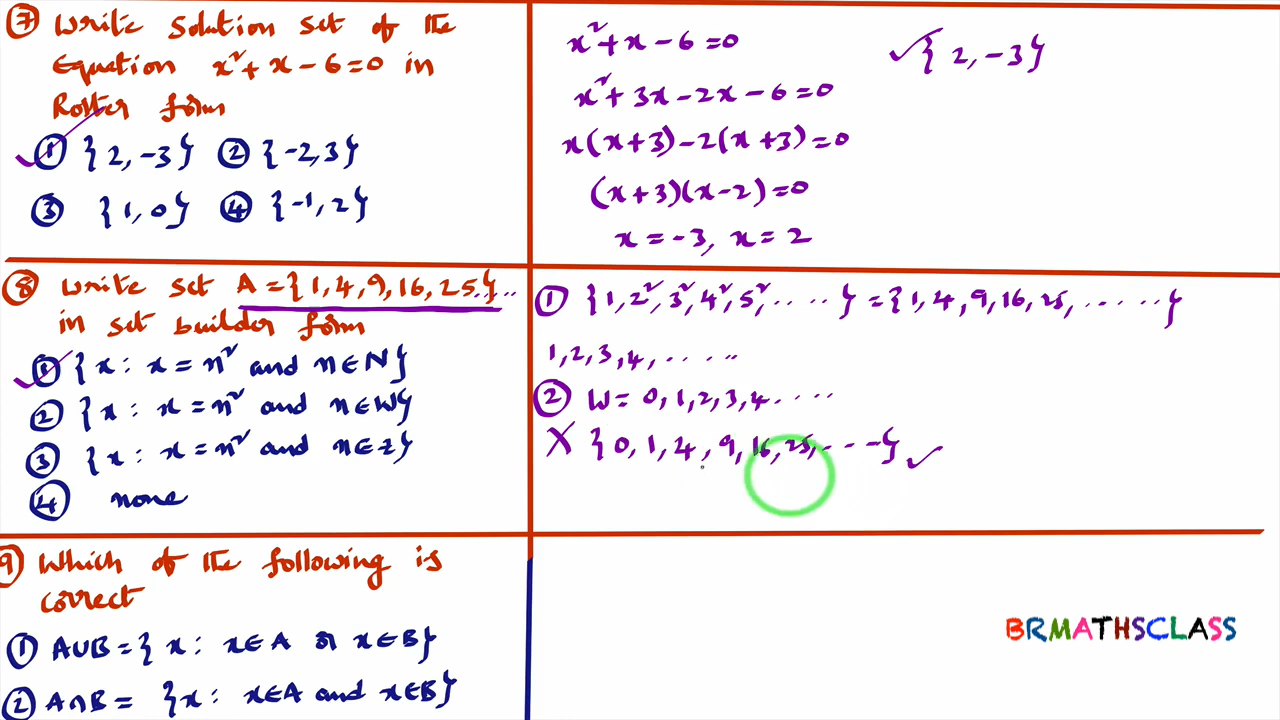 ⑦ Write Solution set of the
Equation x²+x-6=0 in
Roster form
① {2,-3} ② {-2,3}
③ {1,0} ④ {-1,2}
x²+x-6=0
x²+3x-2x-6=0
x(x+3)-2(x+3)=0
(x+3)(x-2)=0
x=-3, x=2
✓{2,-3}
⑧ Write set A={1,4,9,16,25..}..
in set builder form
① {x: x=n² and n∈N}
② {x: x=n² and n∈W}
③ {x: x=n² and n∈z}
④ none
① {1,2²,3²,4²,5²,.....}={1,4,9,16,25,......}
1,2,3,4,......
② W=0,1,2,3,4.....
X {0,1,4,9,16,25,...-} ✓
9) Which of the following is
correct
① A∪B={x: x∈A or x∈B}
② A∩B= {x: x∈A and x∈B}
BRMATHSCLASS